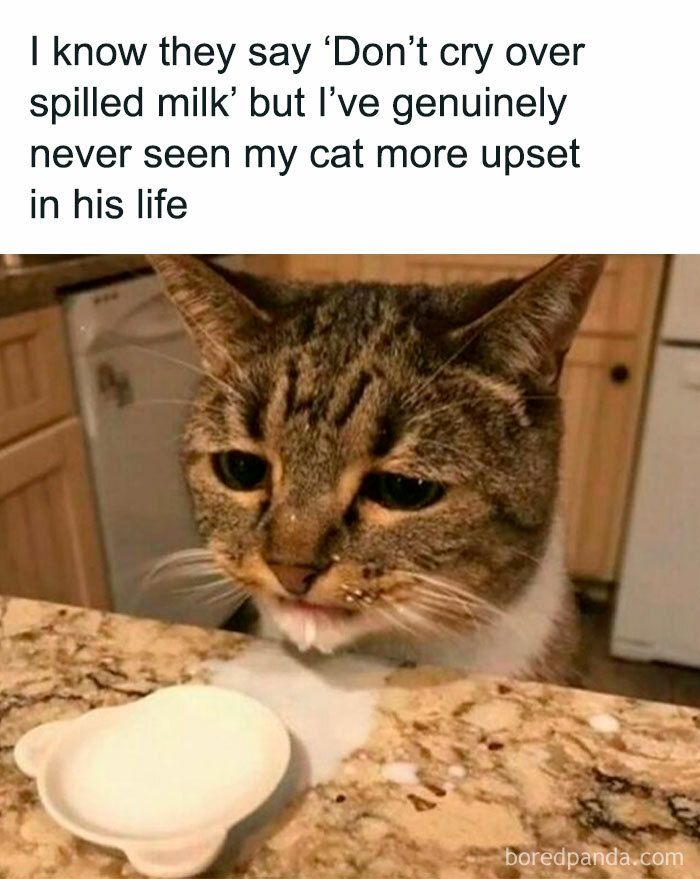 I know they say ‘Don’t cry over
spilled milk’ but I’ve genuinely
never seen my cat more upset
in his life
boredpanda.com